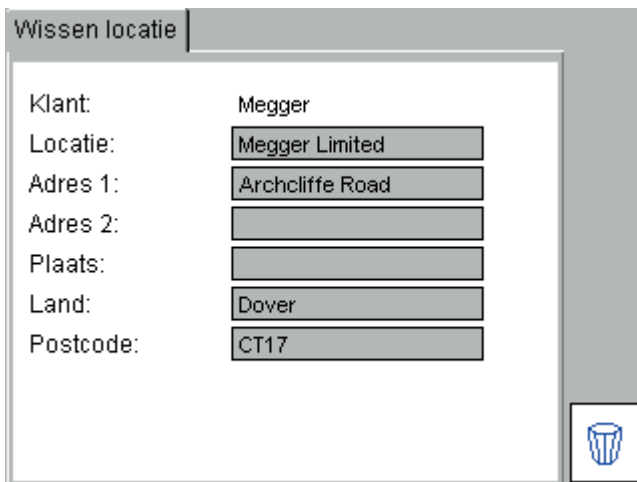 Wissen locatie
Klant: Megger
Locatie: Megger Limited
Adres 1: Archcliffe Road
Adres 2:
Plaats:
Land: Dover
Postcode: CT17